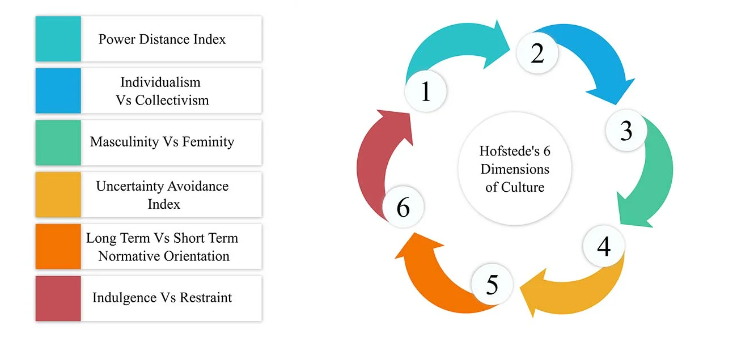 Power Distance Index
Individualism
Vs Collectivism
Masculinity Vs Feminity
Uncertainty Avoidance
Index
Long Term Vs Short Term
Normative Orientation
Indulgence Vs Restraint
1
2
3
4
5
6
Hofstede's 6
Dimensions
of Culture